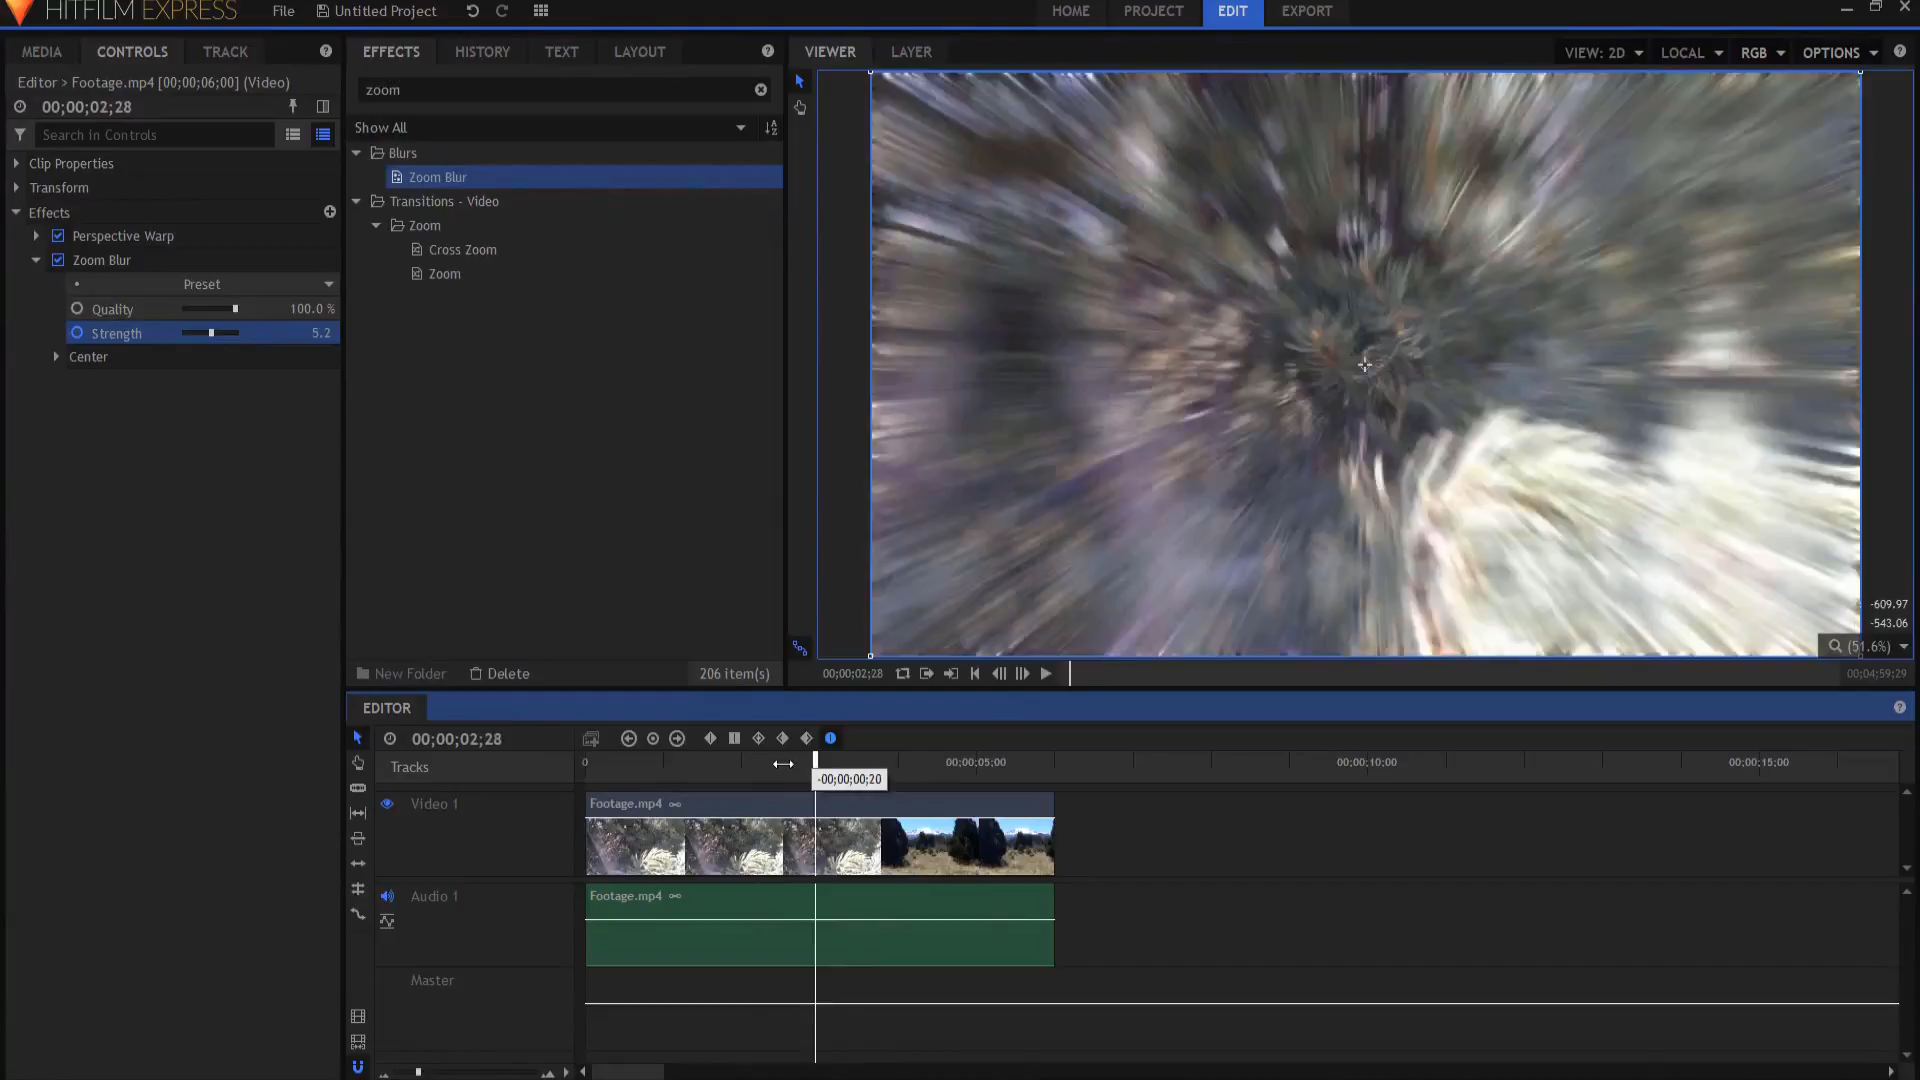 HITFILM EXPRESS
File
Untitled Project
HOME
PROJECT
EDIT
EXPORT
MEDIA
CONTROLS
TRACK
Editor > Footage.mp4 [00;00;06;00] (Video)
00;00;02;28
Search in Controls
Clip Properties
Transform
Effects
Perspective Warp
Zoom Blur
Preset
Quality 100.0 %
Strength 5.2
Center
EFFECTS
HISTORY
TEXT
LAYOUT
zoom
Show All
Blurs
Zoom Blur
Transitions - Video
Zoom
Cross Zoom
Zoom
New Folder
Delete
206 item(s)
VIEWER
LAYER
VIEW: 2D
LOCAL
RGB
OPTIONS
-609.97
-543.06
(51.6%)
00;00;02;28
00;04;59;29
EDITOR
00;00;02;28
Tracks
0
00;00;05;00
00;00;10;00
00;00;15;00
-00;00;00;20
Video 1
Footage.mp4
Audio 1
Footage.mp4
Master